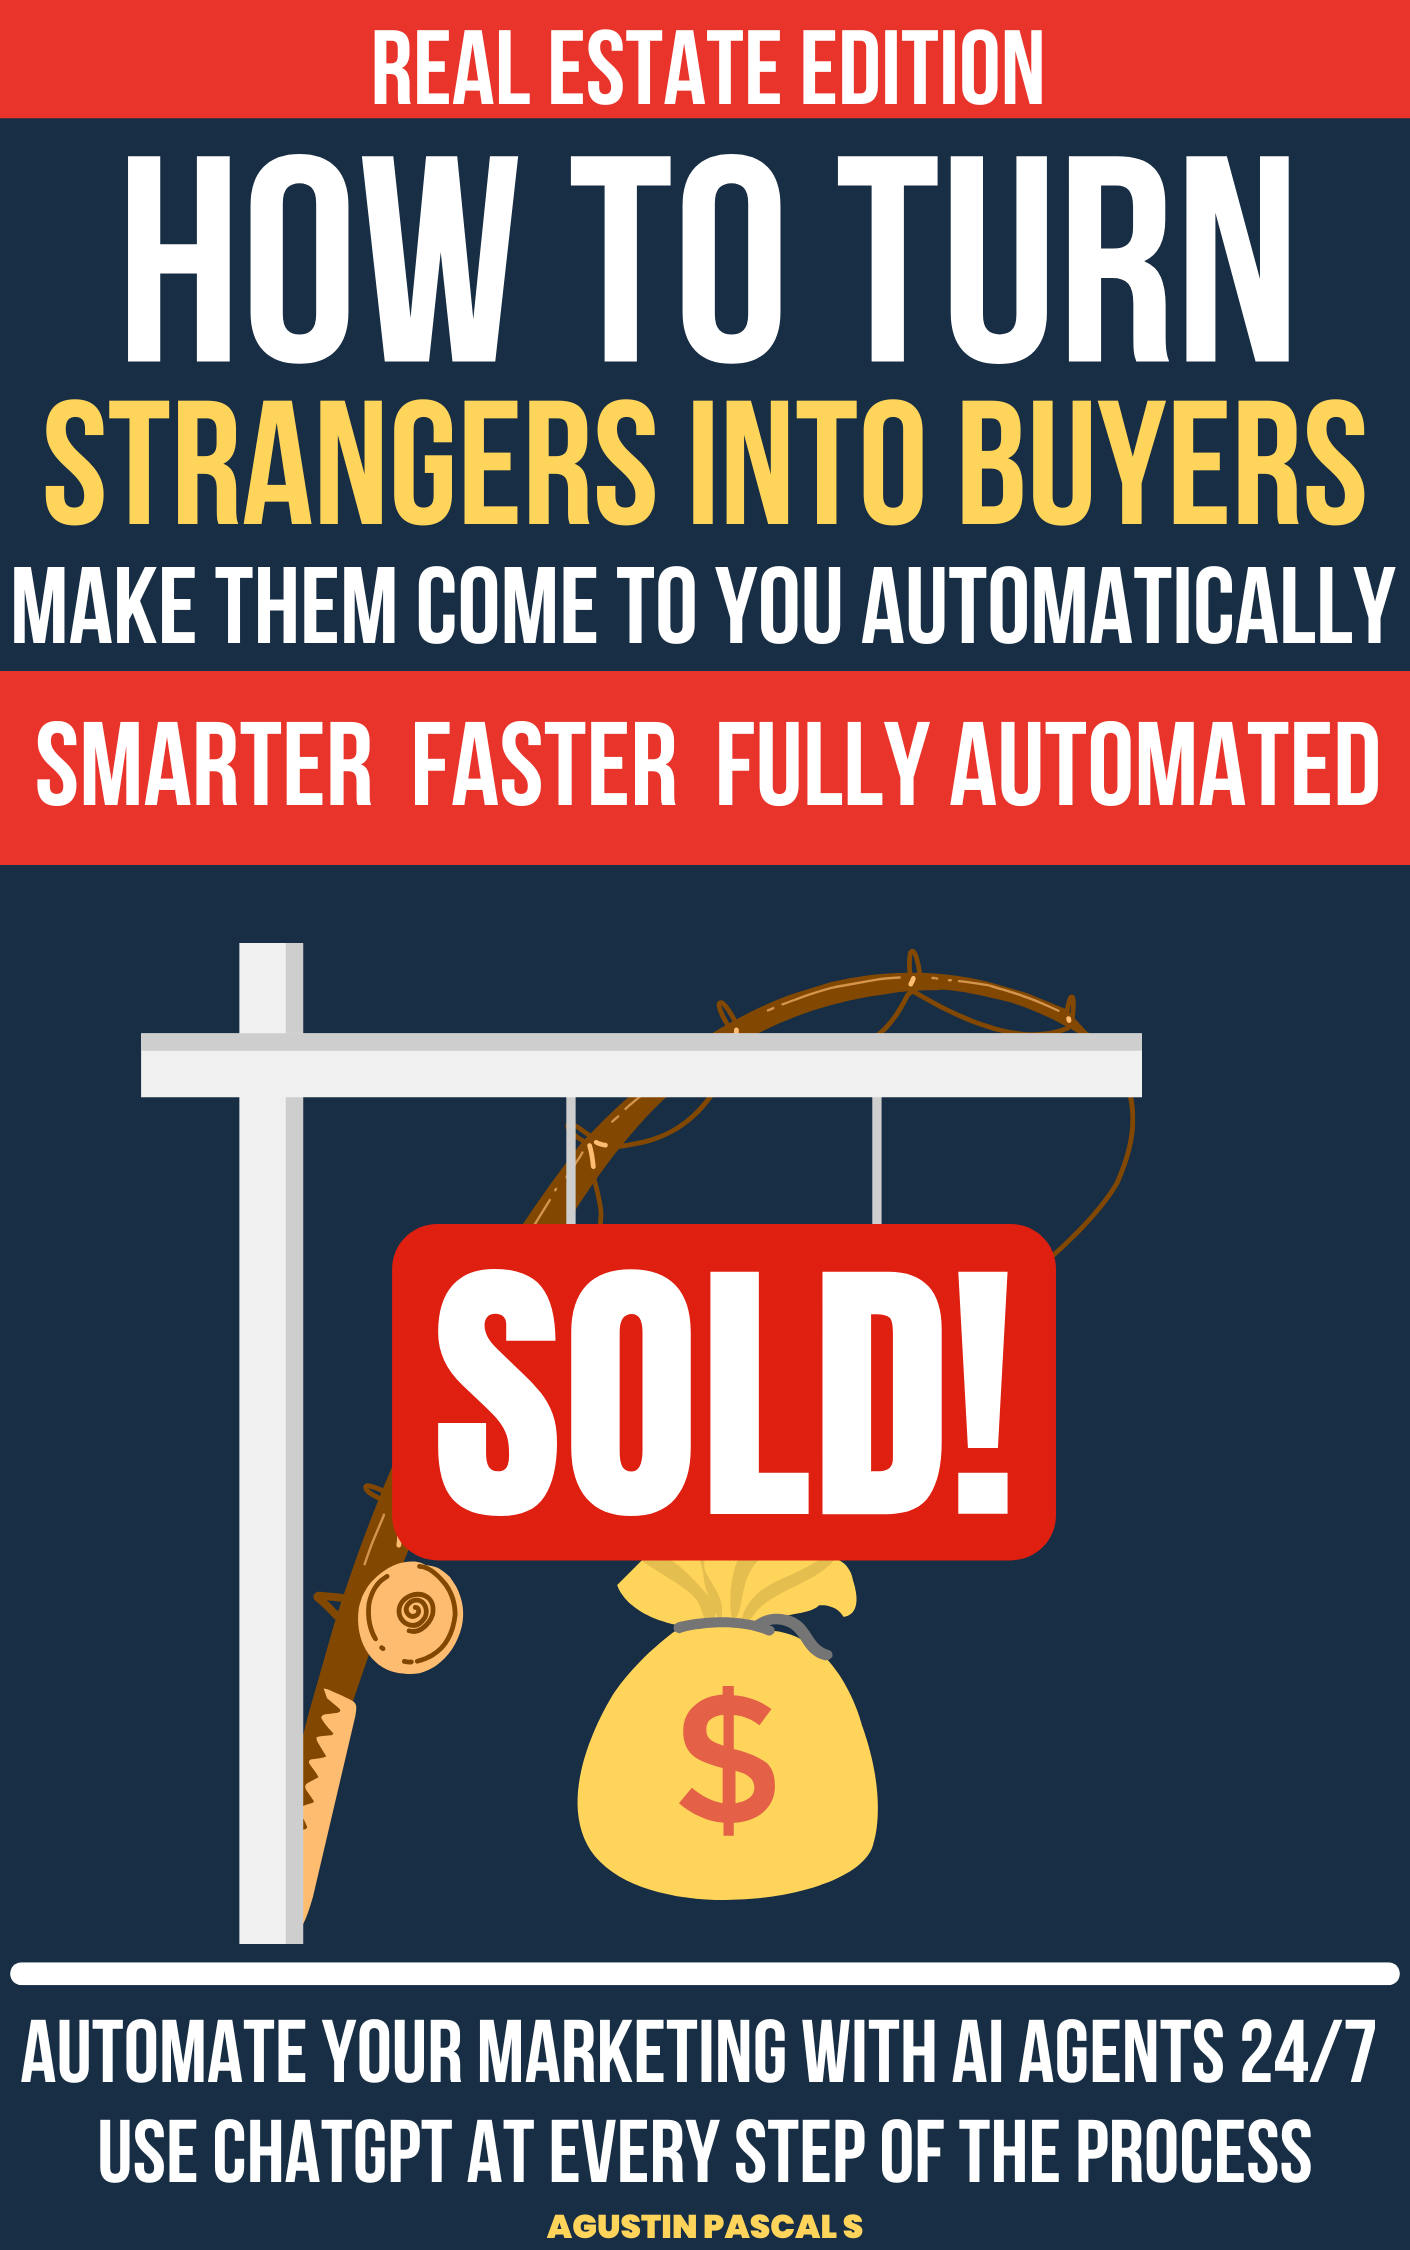 REAL ESTATE EDITION
HOW TO TURN
STRANGERS INTO BUYERS
MAKE THEM COME TO YOU AUTOMATICALLY
SMARTER FASTER FULLY AUTOMATED
SOLD!
$
AUTOMATE YOUR MARKETING WITH AI AGENTS 24/7
USE CHATGPT AT EVERY STEP OF THE PROCESS
AGUSTIN PASCAL S